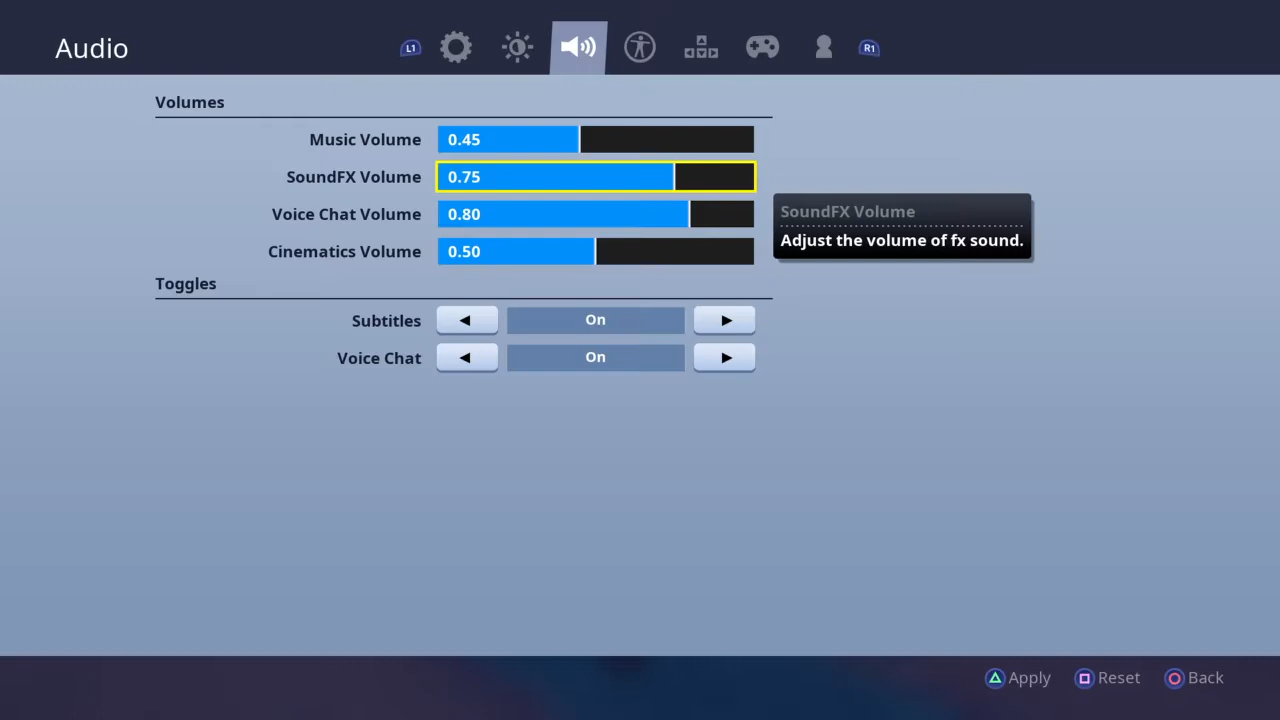 Audio
L1
R1
Volumes
Music Volume 0.45
SoundFX Volume 0.75
Voice Chat Volume 0.80
Cinematics Volume 0.50
SoundFX Volume
Adjust the volume of fx sound.
Toggles
Subtitles ◄ On ►
Voice Chat ◄ On ►
Apply Reset Back